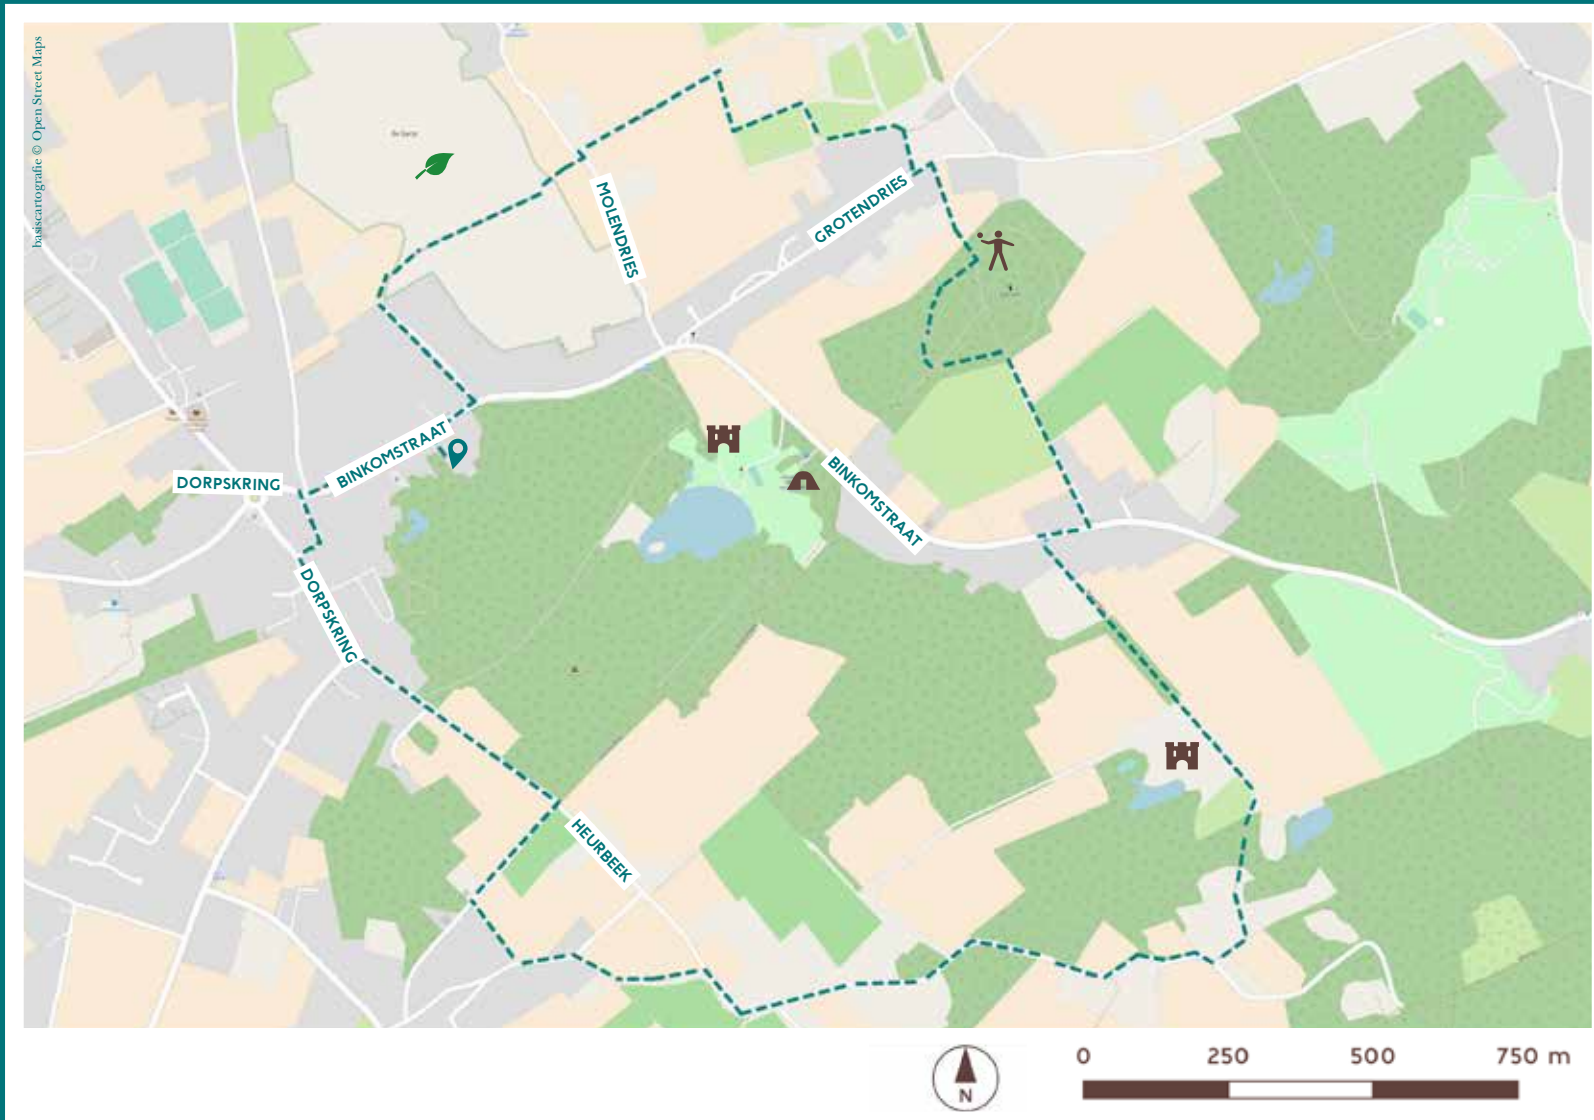 basiscartografie © Open Street Maps
MOLENDRIES
GROTENDRIES
BINKOMSTRAAT
DORPSKRING
BINKOMSTRAAT
DORPSKRING
HEURBEEK
0 250 500 750 m
N